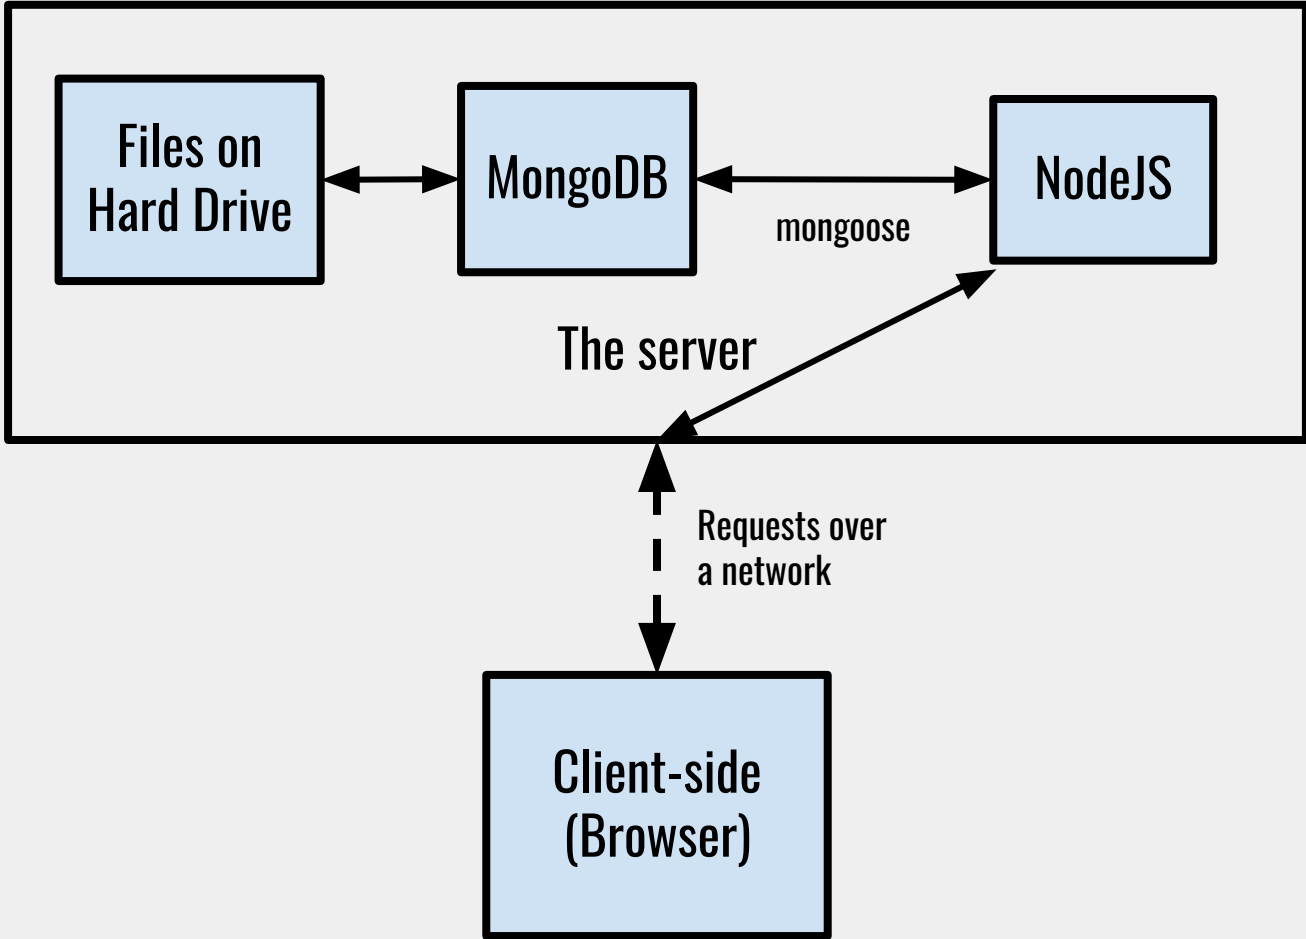 Files on
Hard Drive
MongoDB
mongoose
NodeJS
The server
Requests over
a network
Client-side
(Browser)